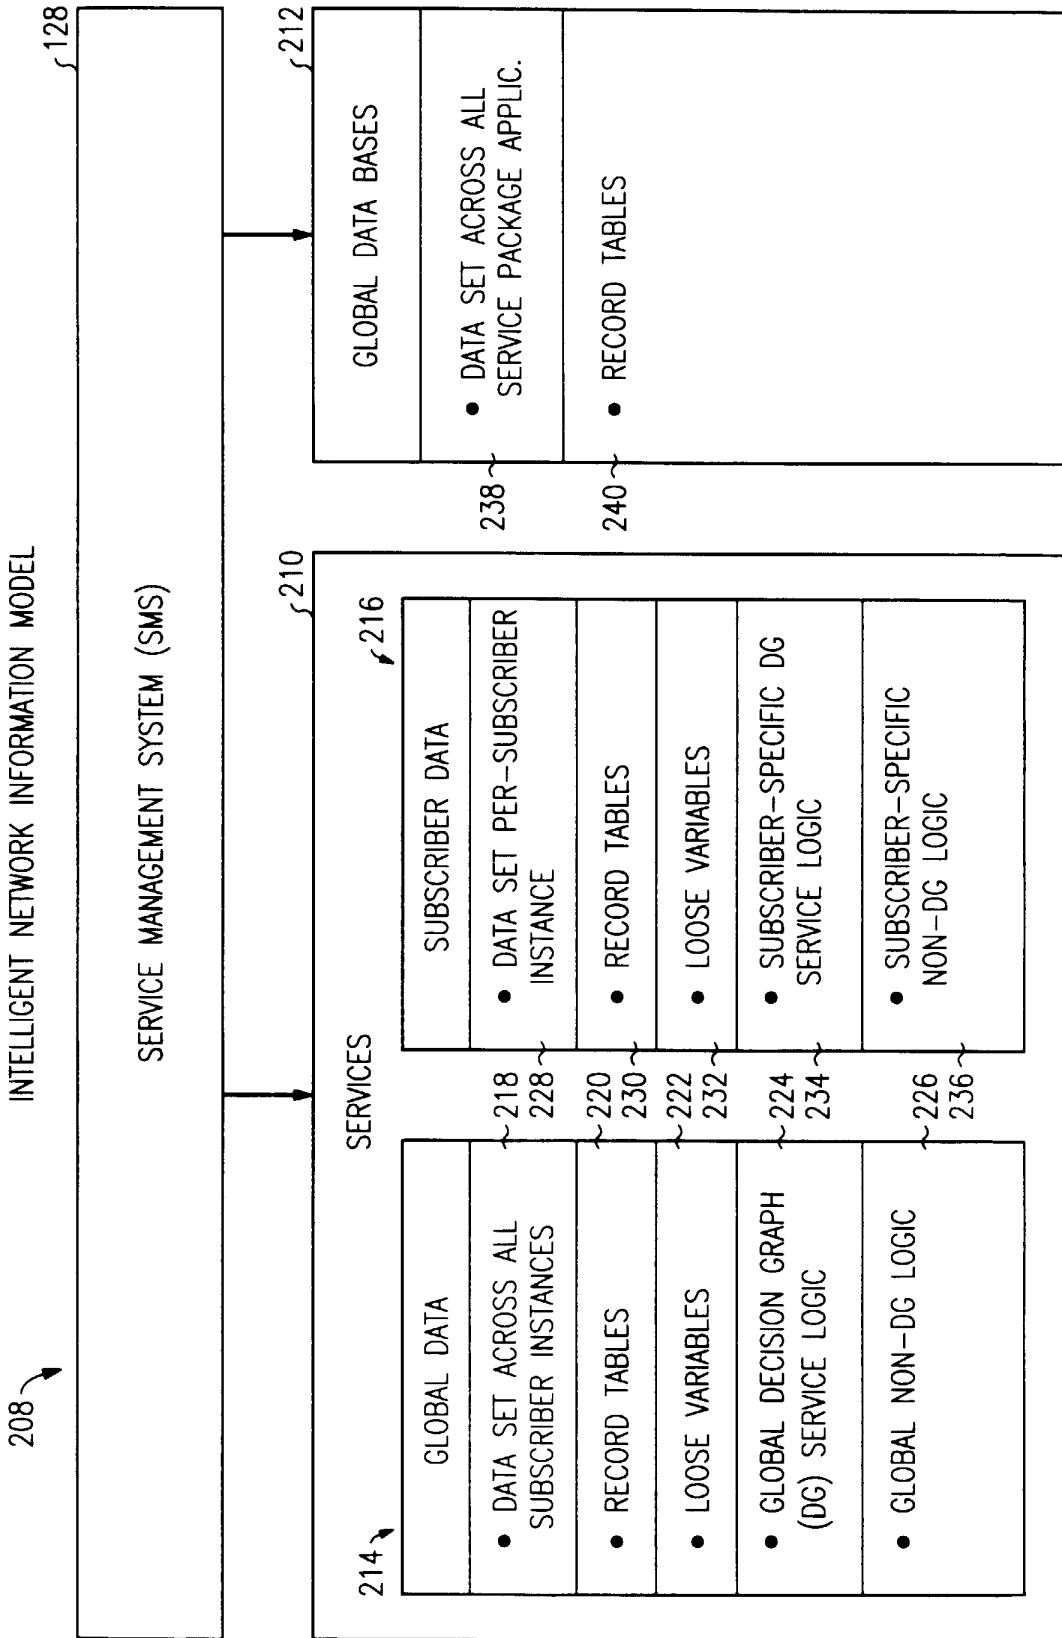 INTELLIGENT NETWORK INFORMATION MODEL
208
128
SERVICE MANAGEMENT SYSTEM (SMS)
210
SERVICES
214
GLOBAL DATA
• DATA SET ACROSS ALL
SUBSCRIBER INSTANCES
218
• RECORD TABLES
220
• LOOSE VARIABLES
222
• GLOBAL DECISION GRAPH
(DG) SERVICE LOGIC
224
• GLOBAL NON-DG LOGIC
226
216
SUBSCRIBER DATA
• DATA SET PER-SUBSCRIBER
INSTANCE
228
• RECORD TABLES
230
• LOOSE VARIABLES
232
• SUBSCRIBER-SPECIFIC DG
SERVICE LOGIC
234
• SUBSCRIBER-SPECIFIC
NON-DG LOGIC
236
212
GLOBAL DATA BASES
• DATA SET ACROSS ALL
SERVICE PACKAGE APPLIC.
238
• RECORD TABLES
240